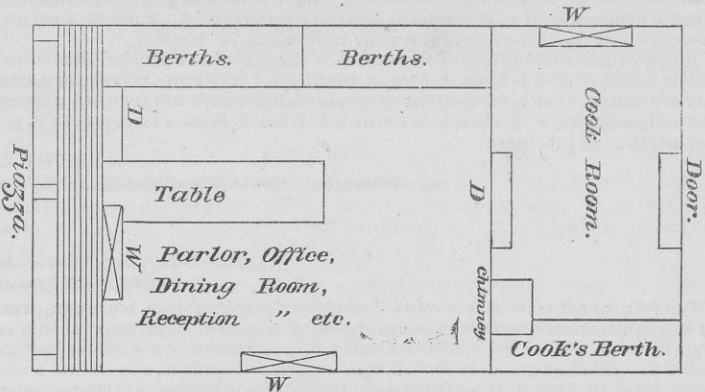 W
Berths.
Berths.
D
Cook Room.
Piazza.
Table
D
Door.
W
Parlor, Office,
Dining Room,
Reception " etc.
chimney
Cook's Berth.
W